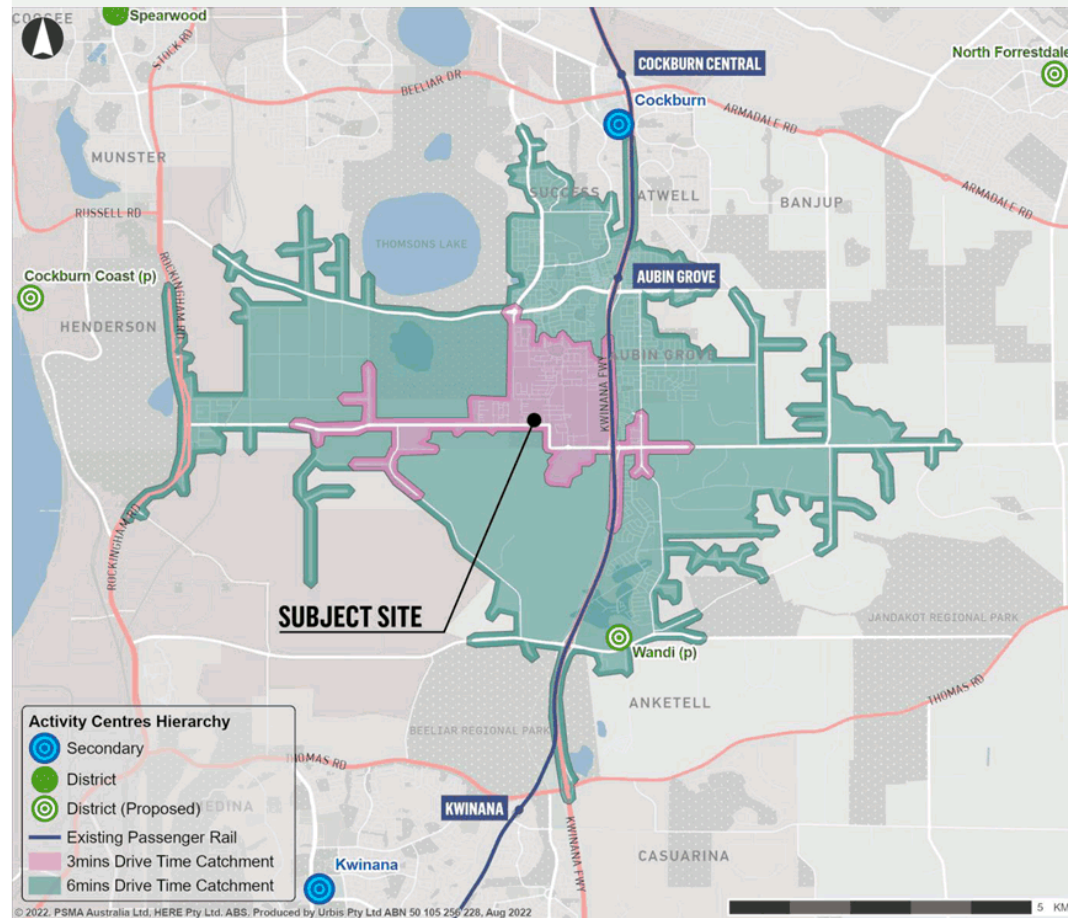 COOGEE
Spearwood
STOCK RD
COCKBURN CENTRAL
North Forrestdale
BEELIAR DR
Cockburn
ARMADALE RD
MUNSTER
SUCCESS
ATWELL
BANJUP
ARMADALE RD
RUSSELL RD
THOMSONS LAKE
ROCKINGHAM RD
AUBIN GROVE
Cockburn Coast (p)
HENDERSON
AUBIN GROVE
KWINANA FWY
ROCKINGHAM RD
SUBJECT SITE
JANDAKOT REGIONAL PARK
Wandi (p)
ANKETELL
THOMAS RD
BEELIAR REGIONAL PARK
Activity Centres Hierarchy
Secondary
District
District (Proposed)
Existing Passenger Rail
3mins Drive Time Catchment
6mins Drive Time Catchment
THOMAS RD
MEDINA
KWINANA
KWINANA FWY
CASUARINA
Kwinana
5 KM
© 2022. PSMA Australia Ltd, HERE Pty Ltd. ABS. Produced by Urbis Pty Ltd ABN 50 105 256 228, Aug 2022